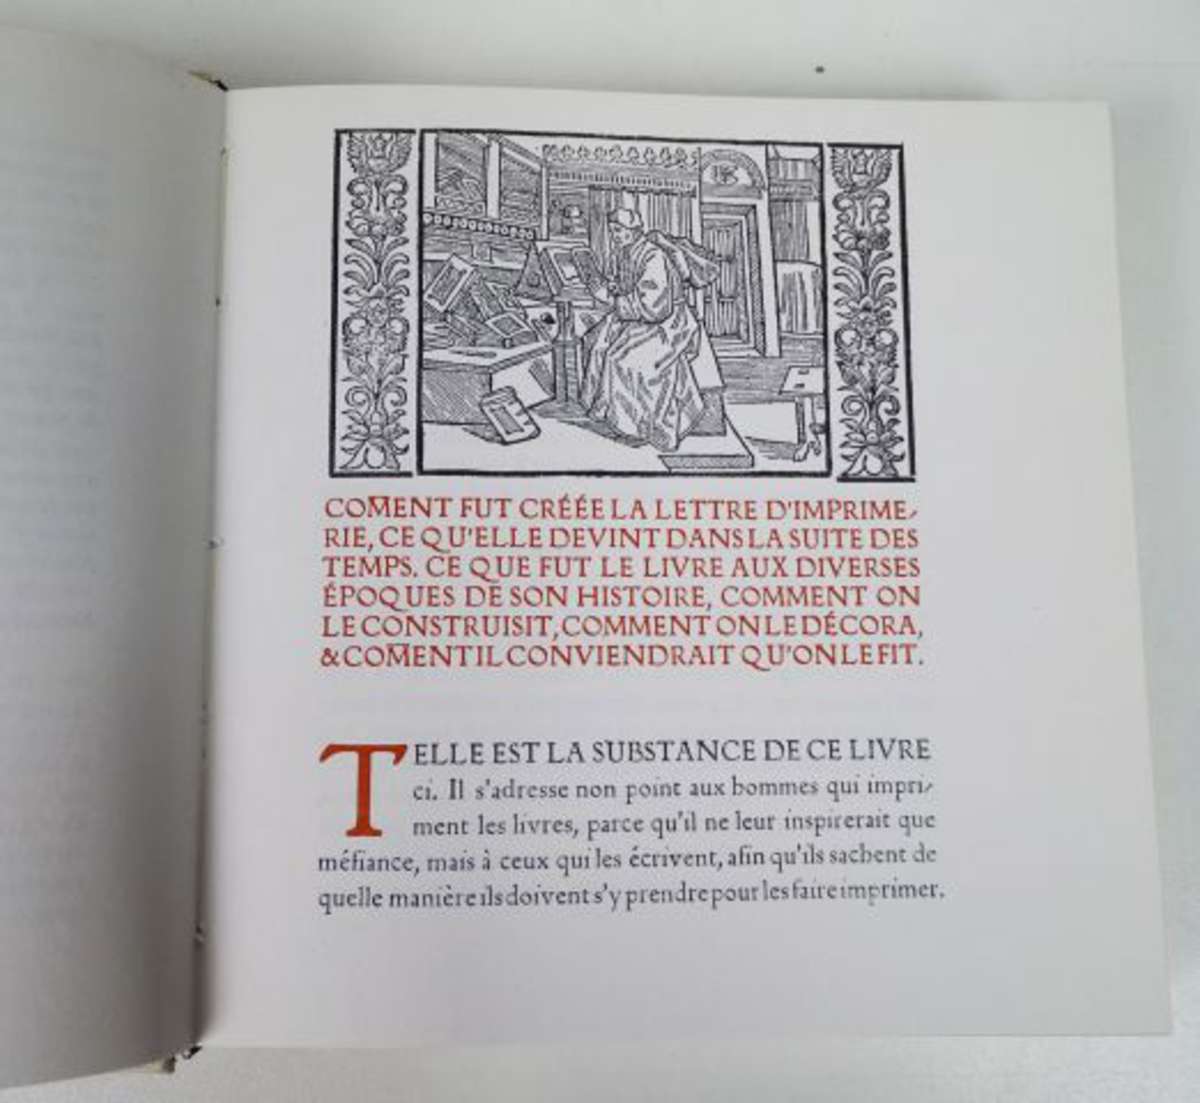 COM̅ENT FUT CRÉÉE LA LETTRE D'IMPRIME-
RIE, CE QU'ELLE DEVINT DANS LA SUITE DES
TEMPS. CE QUE FUT LE LIVRE AUX DIVERSES
ÉPOQUES DE SON HISTOIRE, COMMENT ON
LE CONSTRUISIT, COMMENT ON LE DÉCORA,
& COM̅ENT IL CONVIENDRAIT QU'ON LE FIT.
TELLE EST LA SUBSTANCE DE CE LIVRE
ci. Il s'adresse non point aux hommes qui impri-
ment les livres, parce qu'il ne leur inspirerait que
méfiance, mais à ceux qui les écrivent, afin qu'ils sachent de
quelle manière ils doivent s'y prendre pour les faire imprimer.